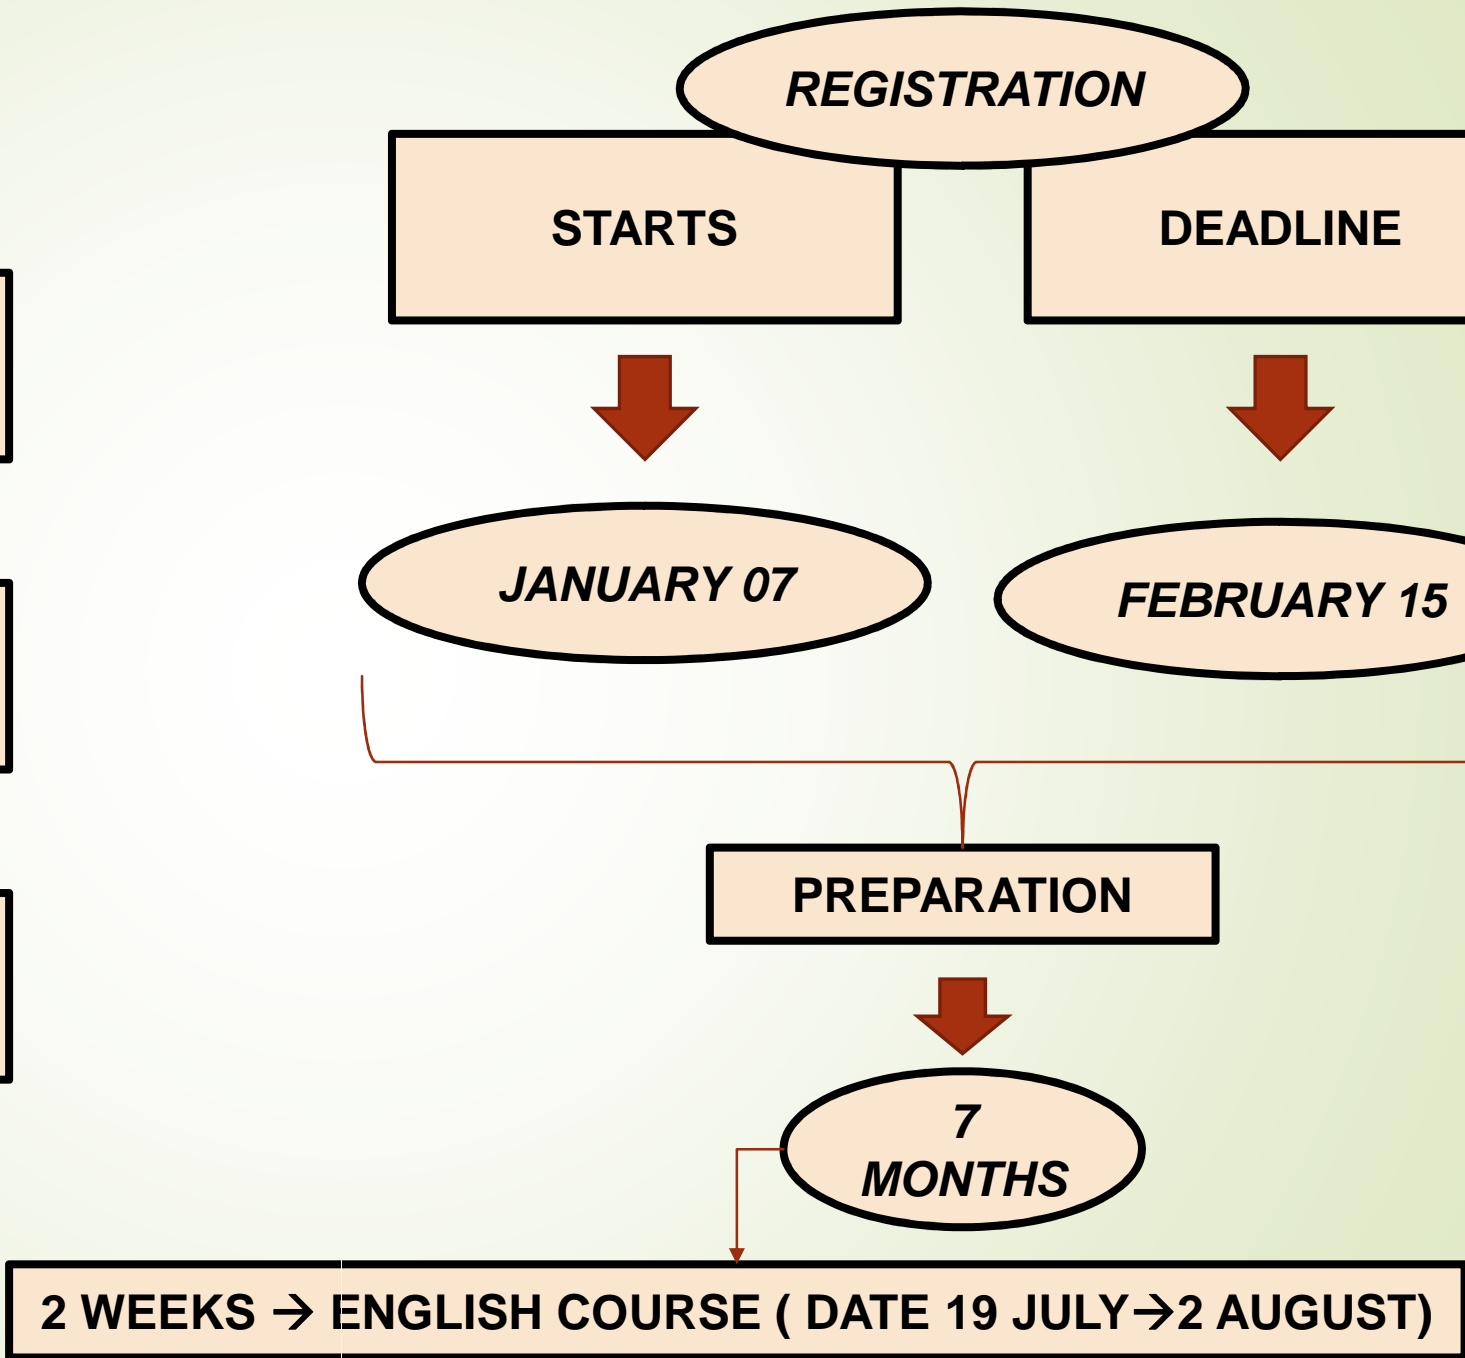 REGISTRATION
STARTS
DEADLINE
JANUARY 07
FEBRUARY 15
PREPARATION
7
MONTHS
2 WEEKS → ENGLISH COURSE ( DATE 19 JULY→2 AUGUST)